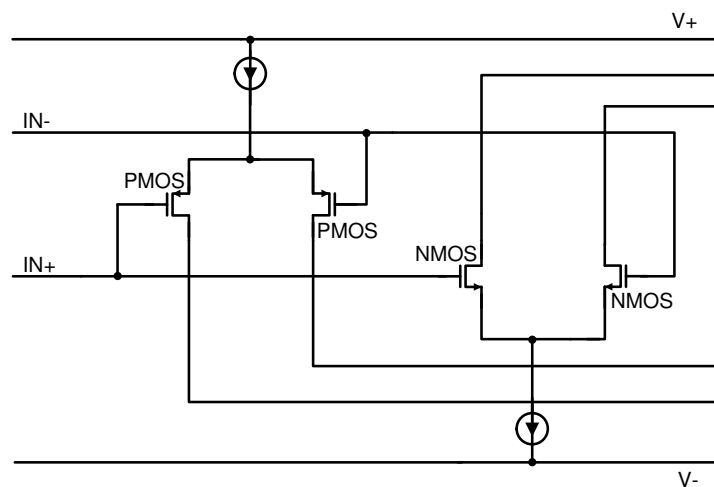 V+
IN-
PMOS
PMOS
NMOS
IN+
NMOS
V-